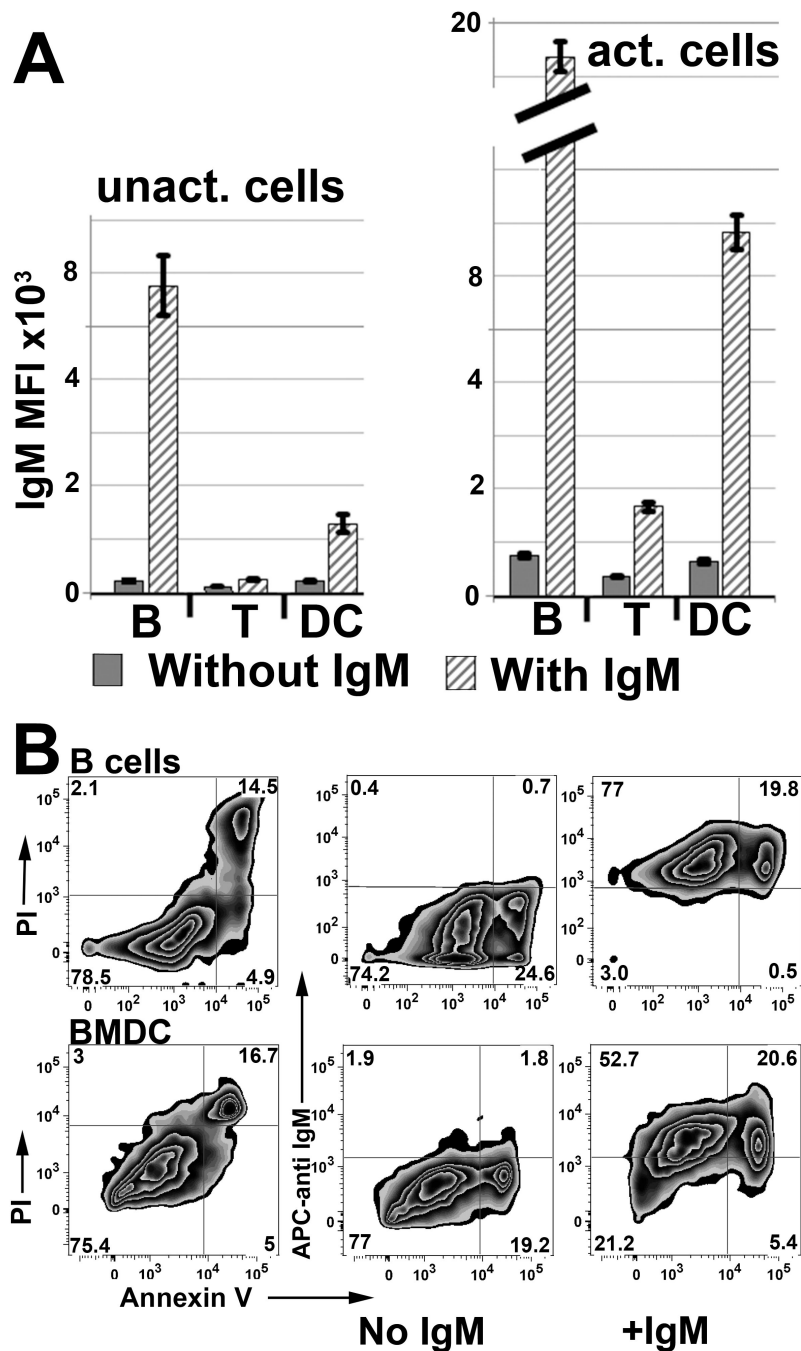 A
unact. cells
act. cells
IgM MFI x10³
8
4
2
0
20
8
4
2
0
B T DC
B T DC
Without IgM With IgM
B
B cells
2.1 14.5
78.5 4.9
10⁵
10⁴
10³
0
PI
0 10² 10³ 10⁴ 10⁵
0.4 0.7
74.2 24.6
10⁵
10⁴
10³
10²
0
0 10² 10³ 10⁴ 10⁵
77 19.8
3.0 0.5
10⁵
10⁴
10³
10²
0
0 10² 10³ 10⁴ 10⁵
BMDC
3 16.7
75.4 5
10⁵
10⁴
10³
0
PI
0 10³ 10⁴ 10⁵
1.9 1.8
77 19.2
10⁵
10⁴
10³
0
APC-anti IgM
0 10³ 10⁴ 10⁵
52.7 20.6
21.2 5.4
10⁵
10⁴
10³
0
0 10³ 10⁴ 10⁵
Annexin V
No IgM +IgM